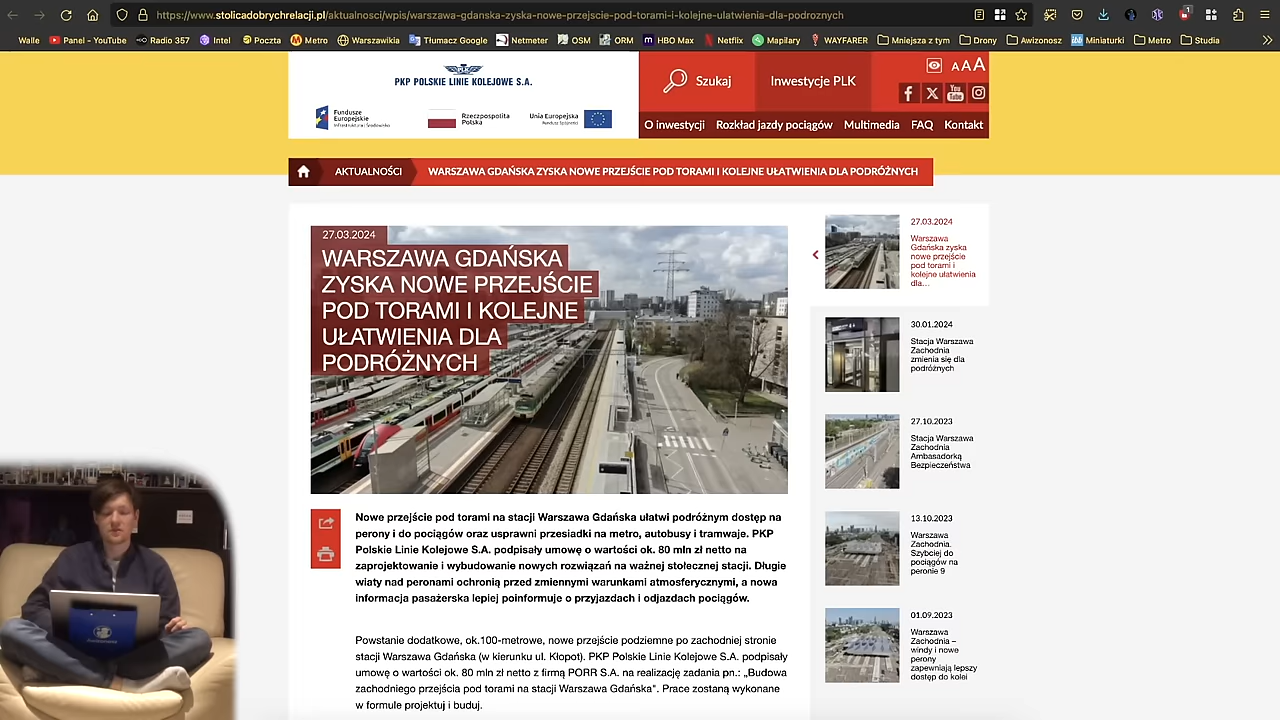 https://www.stolicadobrychrelacji.pl/aktualnosci/wpis/warszawa-gdanska-zyska-nowe-przejscie-pod-torami-i-kolejne-ulatwienia-dla-podroznych
Walle Panel - YouTube Radio 357 Intel Poczta Metro Warszawikia Tłumacz Google Netmeter OSM ORM HBO Max Netflix Mapilary WAYFARER Mniejsza z tym Drony Awizonosz Miniaturki Metro Studia
PKP POLSKIE LINIE KOLEJOWE S.A.
Fundusze
Europejskie
Infrastruktura i Środowisko
Rzeczpospolita
Polska
Unia Europejska
Fundusz Spójności
Szukaj
Inwestycje PLK
A A A
You
Tube
O inwestycji Rozkład jazdy pociągów Multimedia FAQ Kontakt
AKTUALNOŚCI
WARSZAWA GDAŃSKA ZYSKA NOWE PRZEJŚCIE POD TORAMI I KOLEJNE UŁATWIENIA DLA PODRÓŻNYCH
27.03.2024
WARSZAWA GDAŃSKA
ZYSKA NOWE PRZEJŚCIE
POD TORAMI I KOLEJNE
UŁATWIENIA DLA
PODRÓŻNYCH
Nowe przejście pod torami na stacji Warszawa Gdańska ułatwi podróżnym dostęp na
perony i do pociągów oraz usprawni przesiadki na metro, autobusy i tramwaje. PKP
Polskie Linie Kolejowe S.A. podpisały umowę o wartości ok. 80 mln zł netto na
zaprojektowanie i wybudowanie nowych rozwiązań na ważnej stołecznej stacji. Długie
wiaty nad peronami ochronią przed zmiennymi warunkami atmosferycznymi, a nowa
informacja pasażerska lepiej poinformuje o przyjazdach i odjazdach pociągów.
Powstanie dodatkowe, ok.100-metrowe, nowe przejście podziemne po zachodniej stronie
stacji Warszawa Gdańska (w kierunku ul. Kłopot). PKP Polskie Linie Kolejowe S.A. podpisały
umowę o wartości ok. 80 mln zł netto z firmą PORR S.A. na realizację zadania pn.: „Budowa
zachodniego przejścia pod torami na stacji Warszawa Gdańska". Prace zostaną wykonane
w formule projektuj i buduj.
27.03.2024
Warszawa
Gdańska zyska
nowe przejście
pod torami i
kolejne ułatwienia
dla…
30.01.2024
Stacja Warszawa
Zachodnia
zmienia się dla
podróżnych
27.10.2023
Stacja Warszawa
Zachodnia
Ambasadorką
Bezpieczeństwa
13.10.2023
Warszawa
Zachodnia.
Szybciej do
pociągów na
peronie 9
01.09.2023
Warszawa
Zachodnia –
windy i nowe
perony
zapewniają lepszy
dostęp do kolei